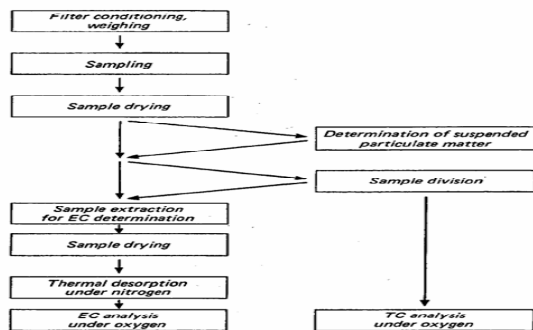 Filter conditioning,
weighing
Sampling
Sample drying
Determination of suspended
particulate matter
Sample division
Sample extraction
for EC determination
Sample drying
Thermal desorption
under nitrogen
EC analysis
under oxygen
TC analysis
under oxygen